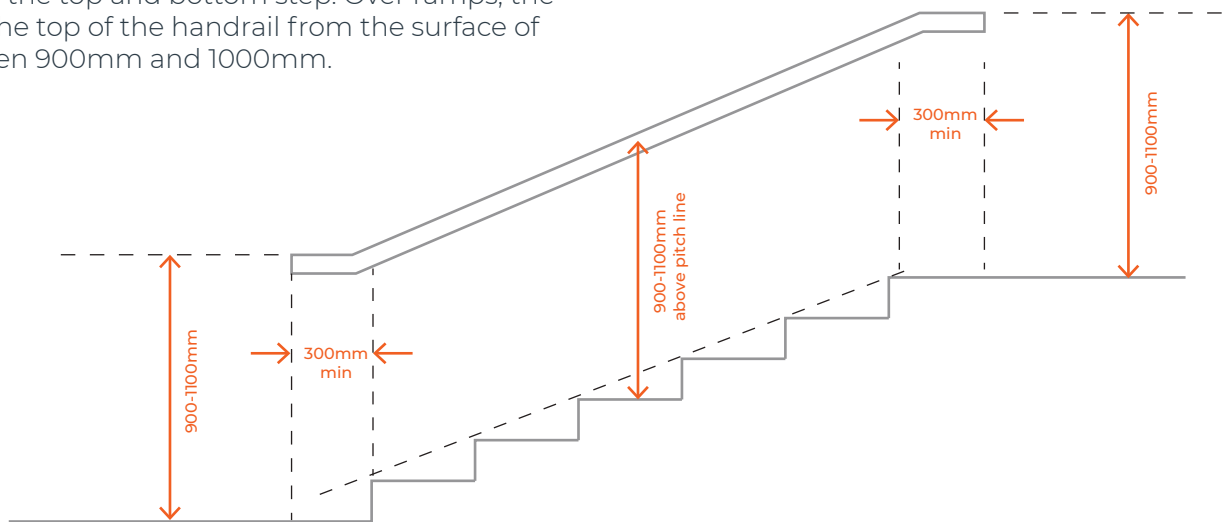 the top and bottom step. Over ramps, the
he top of the handrail from the surface of
en 900mm and 1000mm.
300mm
min
900-1100mm
900-1100mm
above pitch line
300mm
min
900-1100mm